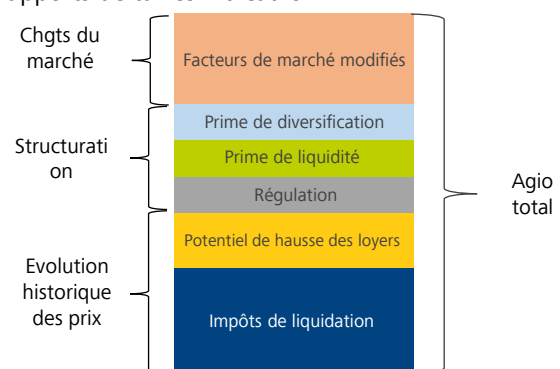 Chgts du
marché
Facteurs de marché modifiés
Prime de diversification
Structurati
on
Prime de liquidité
Régulation
Agio
total
Potentiel de hausse des loyers
Evolution
historique
des prix
Impôts de liquidation